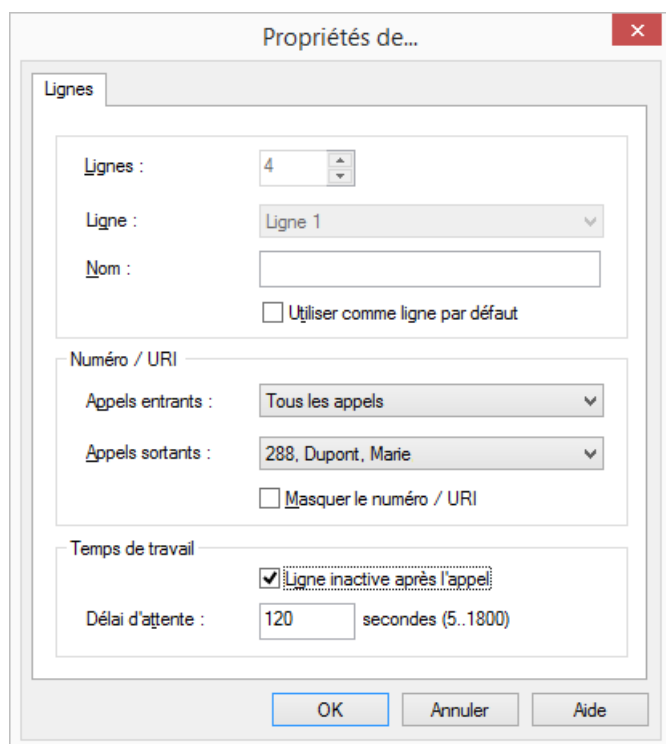 Propriétés de...
Lignes
Lignes : 4
Ligne : Ligne 1
Nom :
Utiliser comme ligne par défaut
Numéro / URI
Appels entrants : Tous les appels
Appels sortants : 288, Dupont, Marie
Masquer le numéro / URI
Temps de travail
Ligne inactive après l'appel
Délai d'attente : 120 secondes (5..1800)
OK Annuler Aide